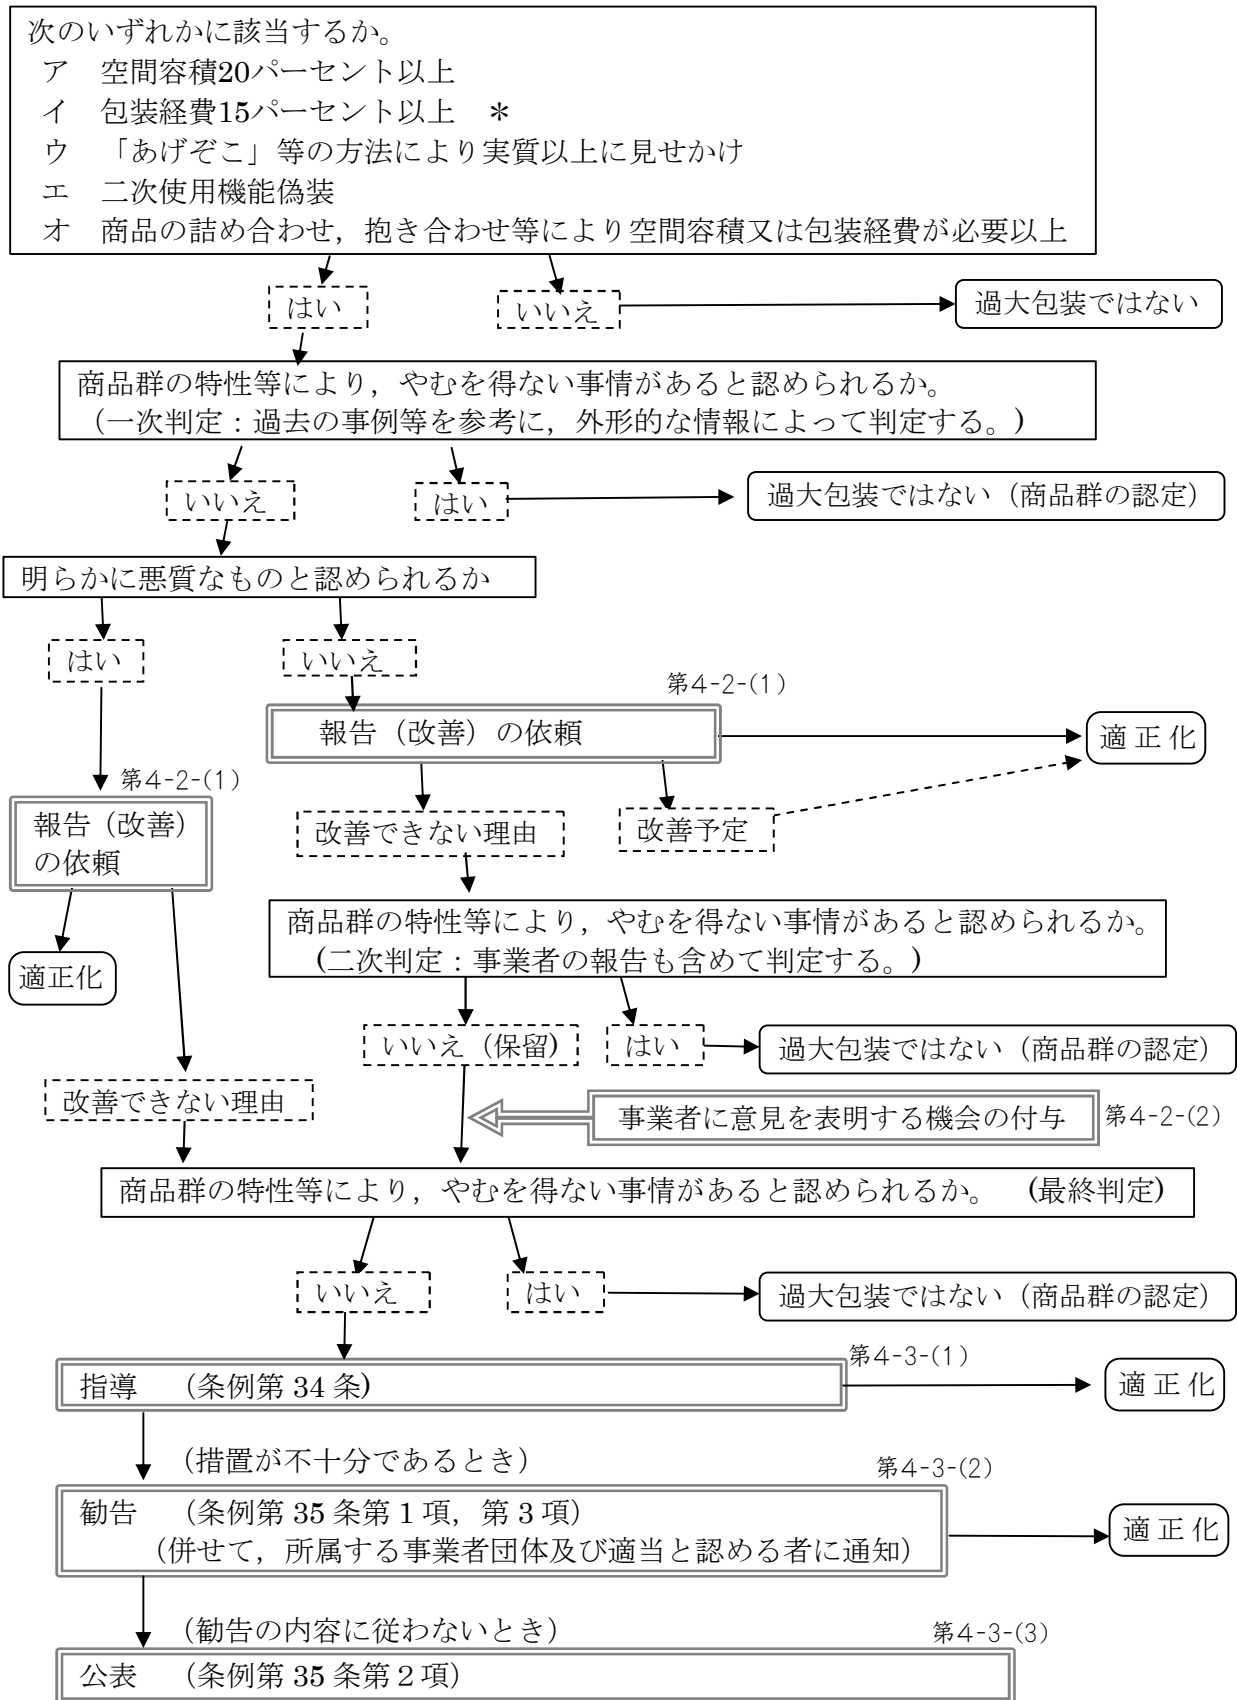 次のいずれかに該当するか。
ア 空間容積20パーセント以上
イ 包装経費15パーセント以上 ＊
ウ 「あげぞこ」等の方法により実質以上に見せかけ
エ 二次使用機能偽装
オ 商品の詰め合わせ，抱き合わせ等により空間容積又は包装経費が必要以上
はい
いいえ
過大包装ではない
商品群の特性等により，やむを得ない事情があると認められるか。
（一次判定：過去の事例等を参考に，外形的な情報によって判定する。）
いいえ
はい
過大包装ではない（商品群の認定）
明らかに悪質なものと認められるか
はい
いいえ
第4-2-(1)
報告（改善）の依頼
適正化
第4-2-(1)
報告（改善）
の依頼
改善できない理由
改善予定
商品群の特性等により，やむを得ない事情があると認められるか。
（二次判定：事業者の報告も含めて判定する。）
適正化
いいえ（保留）
はい
過大包装ではない（商品群の認定）
改善できない理由
事業者に意見を表明する機会の付与
第4-2-(2)
商品群の特性等により，やむを得ない事情があると認められるか。 （最終判定）
いいえ
はい
過大包装ではない（商品群の認定）
第4-3-(1)
指導 （条例第 34 条）
適正化
（措置が不十分であるとき）
第4-3-(2)
勧告 （条例第 35 条第 1 項，第 3 項）
（併せて，所属する事業者団体及び適当と認める者に通知）
適正化
（勧告の内容に従わないとき）
第4-3-(3)
公表 （条例第 35 条第 2 項）